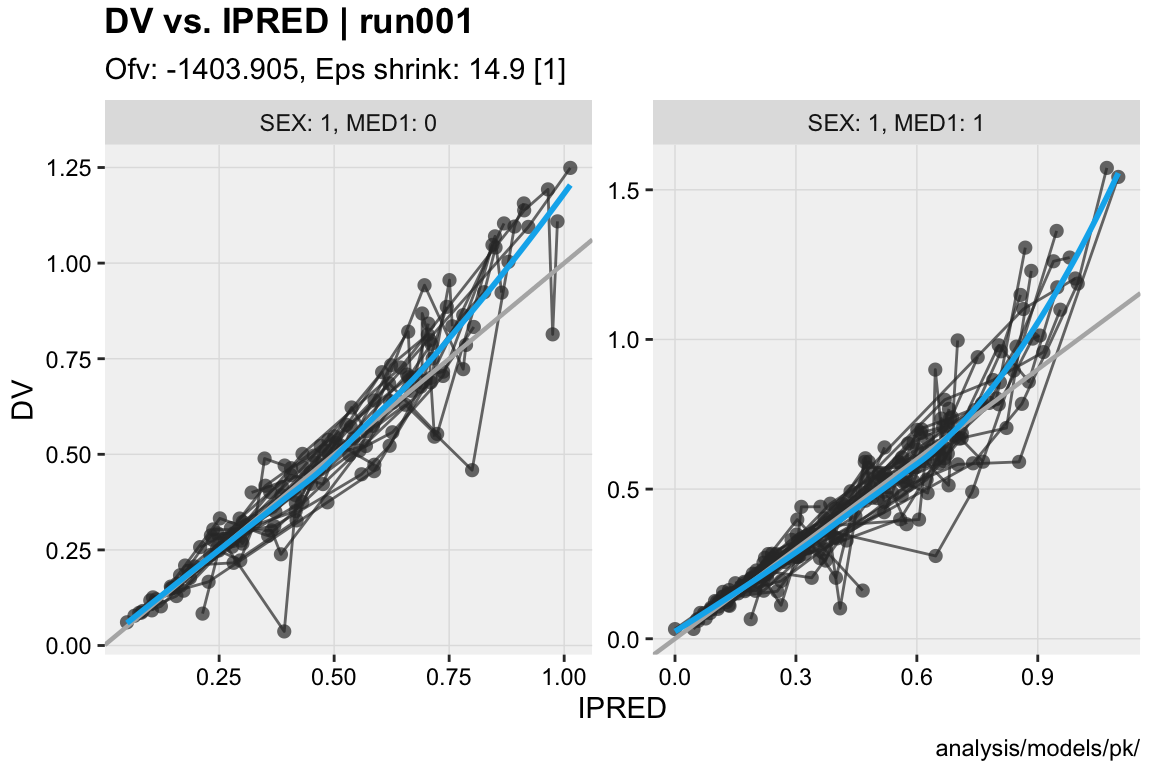 DV vs. IPRED | run001
Ofv: -1403.905, Eps shrink: 14.9 [1]
SEX: 1, MED1: 0
SEX: 1, MED1: 1
DV
1.25
1.00
0.75
0.50
0.25
0.00
1.5
1.0
0.5
0.0
0.25 0.50 0.75 1.00
0.0 0.3 0.6 0.9
IPRED
analysis/models/pk/